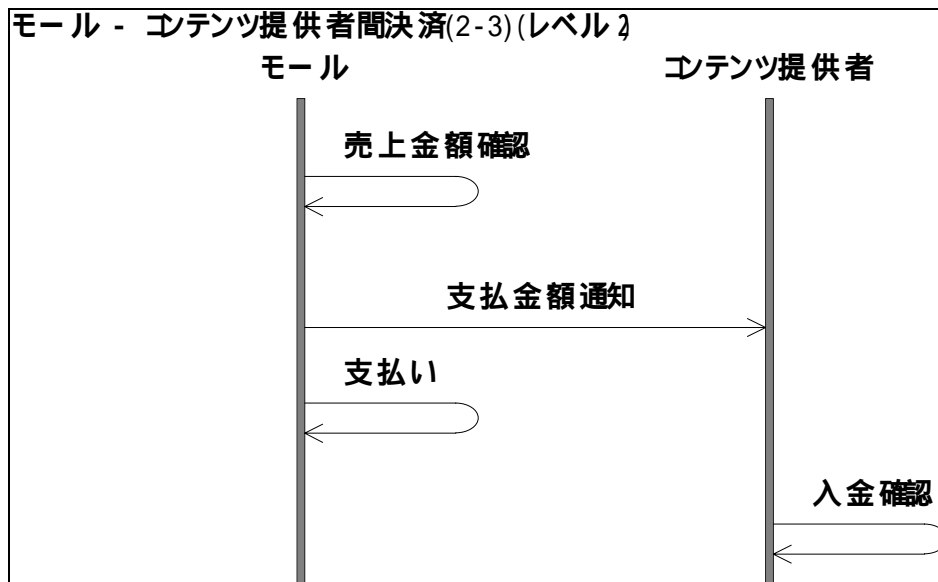 モール - コンテンツ提供者間決済(2-3)(レベル2)
モール コンテンツ提供者
売上金額確認
支払金額通知
支払い
入金確認